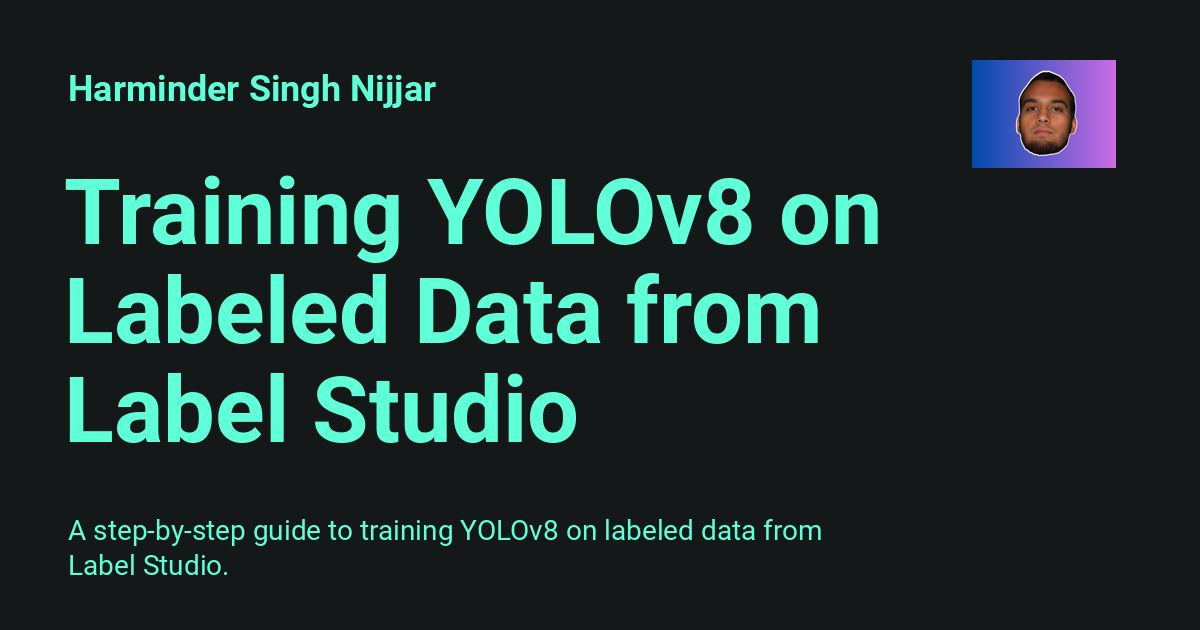 Harminder Singh Nijjar
Training YOLOv8 on
Labeled Data from
Label Studio
A step-by-step guide to training YOLOv8 on labeled data from
Label Studio.